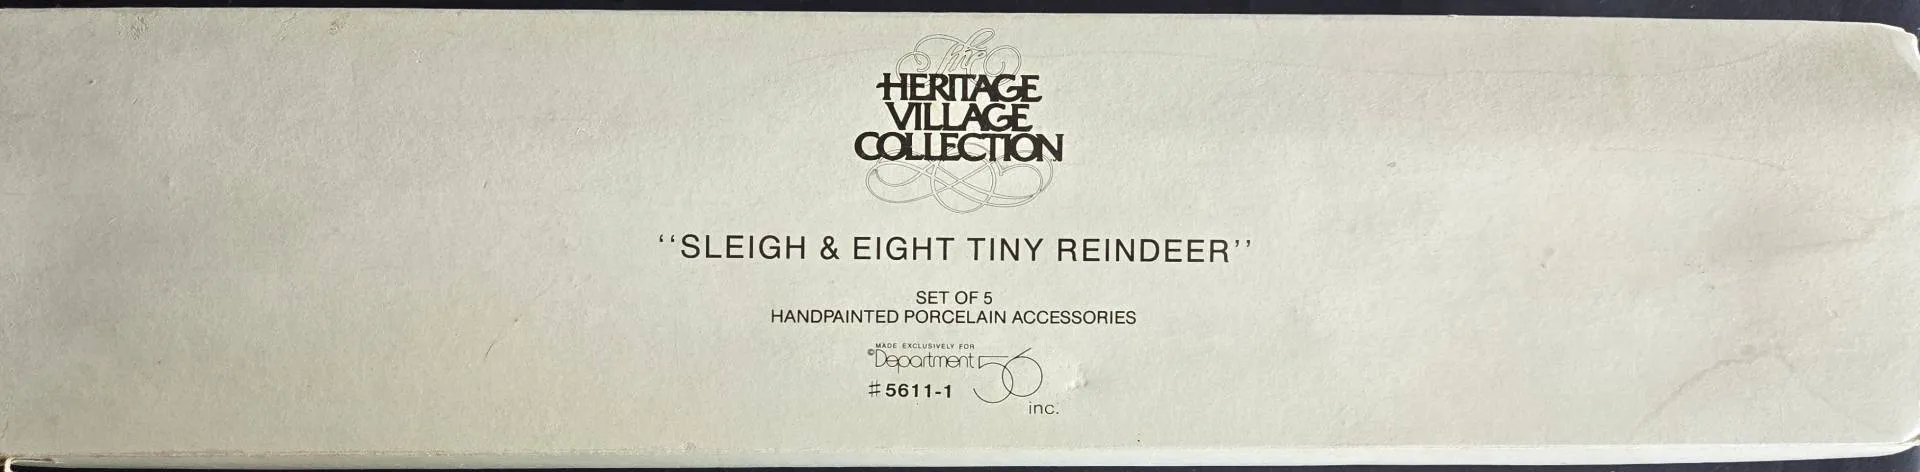 The
HERITAGE
VILLAGE
COLLECTION
‘‘SLEIGH & EIGHT TINY REINDEER’’
SET OF 5
HANDPAINTED PORCELAIN ACCESSORIES
MADE EXCLUSIVELY FOR
©Department 56
#5611-1
inc.